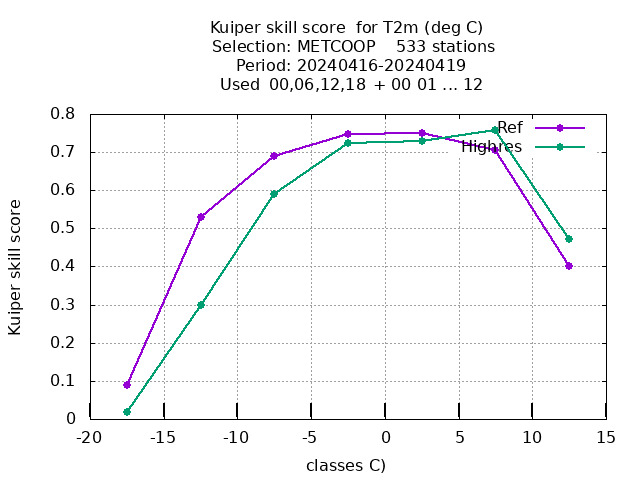 Kuiper skill score  for T2m (deg C)
Selection: METCOOP    533 stations
Period: 20240416-20240419
Used  00,06,12,18  + 00 01 ... 12
Kuiper skill score
0.8
0.7
0.6
0.5
0.4
0.3
0.2
0.1
0
Ref
Highres
-20 -15 -10 -5 0 5 10 15
classes C)